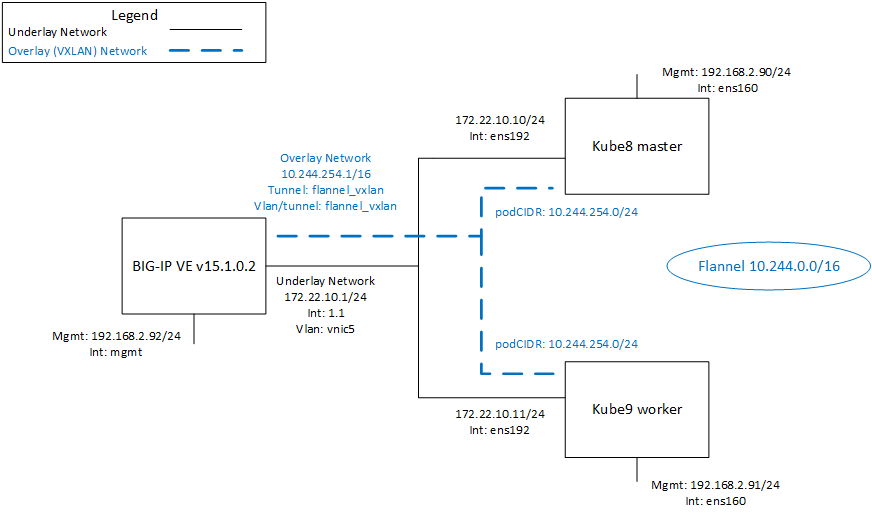 Legend
Underlay Network
Overlay (VXLAN) Network
Mgmt: 192.168.2.90/24
Int: ens160
172.22.10.10/24
Int: ens192
Kube8 master
Overlay Network
10.244.254.1/16
Tunnel: flannel_vxlan
Vlan/tunnel: flannel_vxlan
podCIDR: 10.244.254.0/24
BIG-IP VE v15.1.0.2
Flannel 10.244.0.0/16
Underlay Network
172.22.10.1/24
Int: 1.1
Vlan: vnic5
Mgmt: 192.168.2.92/24
Int: mgmt
podCIDR: 10.244.254.0/24
Kube9 worker
172.22.10.11/24
Int: ens192
Mgmt: 192.168.2.91/24
Int: ens160